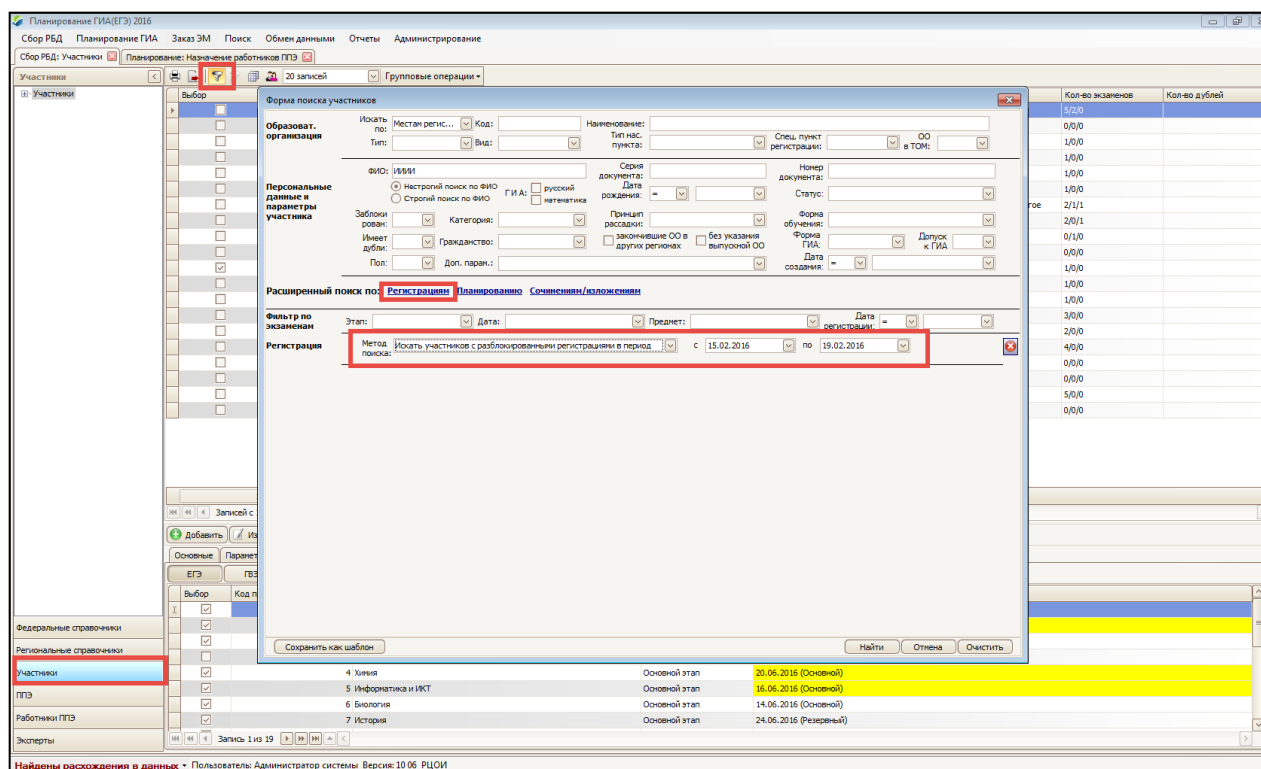 Планирование ГИА(ЕГЭ) 2016
Сбор РБД Планирование ГИА Заказ ЭМ Поиск Обмен данными Отчеты Администрирование
Сбор РБД: Участники Планирование: Назначение работников ППЭ
Участники 20 записей Групповые операции
Участники
Выбор Кол-во экзаменов Кол-во дублей
5/2/0
0/0/0
1/0/0
1/0/0
1/0/0
1/0/0
гое 2/1/1
2/0/1
0/1/0
0/0/0
1/0/0
1/0/0
1/0/0
3/0/0
2/0/0
4/0/0
0/0/0
0/0/0
5/0/0
0/0/0
Форма поиска участников
Образоват. организация
Искать по: Местам регис... Код: Наименование:
Тип: Вид: Тип нас. пункта: Спец. пункт регистрации: ОО в ТОМ:
Персональные данные и параметры участника
ФИО: ИИИИ Серия документа: Номер документа:
Нестрогий поиск по ФИО
Строгий поиск по ФИО
ГИА: русский
математика
Дата рождения: = Статус:
Заблоки рован: Категория: Принцип рассадки: Форма обучения:
Имеет дубли: Гражданство: закончившие ОО в других регионах без указания выпускной ОО Форма ГИА: Допуск к ГИА
Пол: Доп. парам.: Дата создания: =
Расширенный поиск по: Регистрациям Планированию Сочинениям/изложениям
Фильтр по экзаменам
Этап: Дата: Предмет: Дата регистрации: =
Регистрация
Метод поиска: Искать участников с разблокированными регистрациями в период с 15.02.2016 по 19.02.2016
Сохранить как шаблон Найти Отмена Очистить
Записей с
Добавить Из
Основные Парамет
ЕГЭ ГВЭ
Выбор Код п
4 Химия Основной этап 20.06.2016 (Основной)
5 Информатика и ИКТ Основной этап 16.06.2016 (Основной)
6 Биология Основной этап 14.06.2016 (Основной)
7 История Основной этап 24.06.2016 (Резервный)
Запись 1 из 19
Федеральные справочники
Региональные справочники
Участники
ППЭ
Работники ППЭ
Эксперты
Найдены расхождения в данных Пользователь: Администратор системы Версия: 10 06 РЦОИ